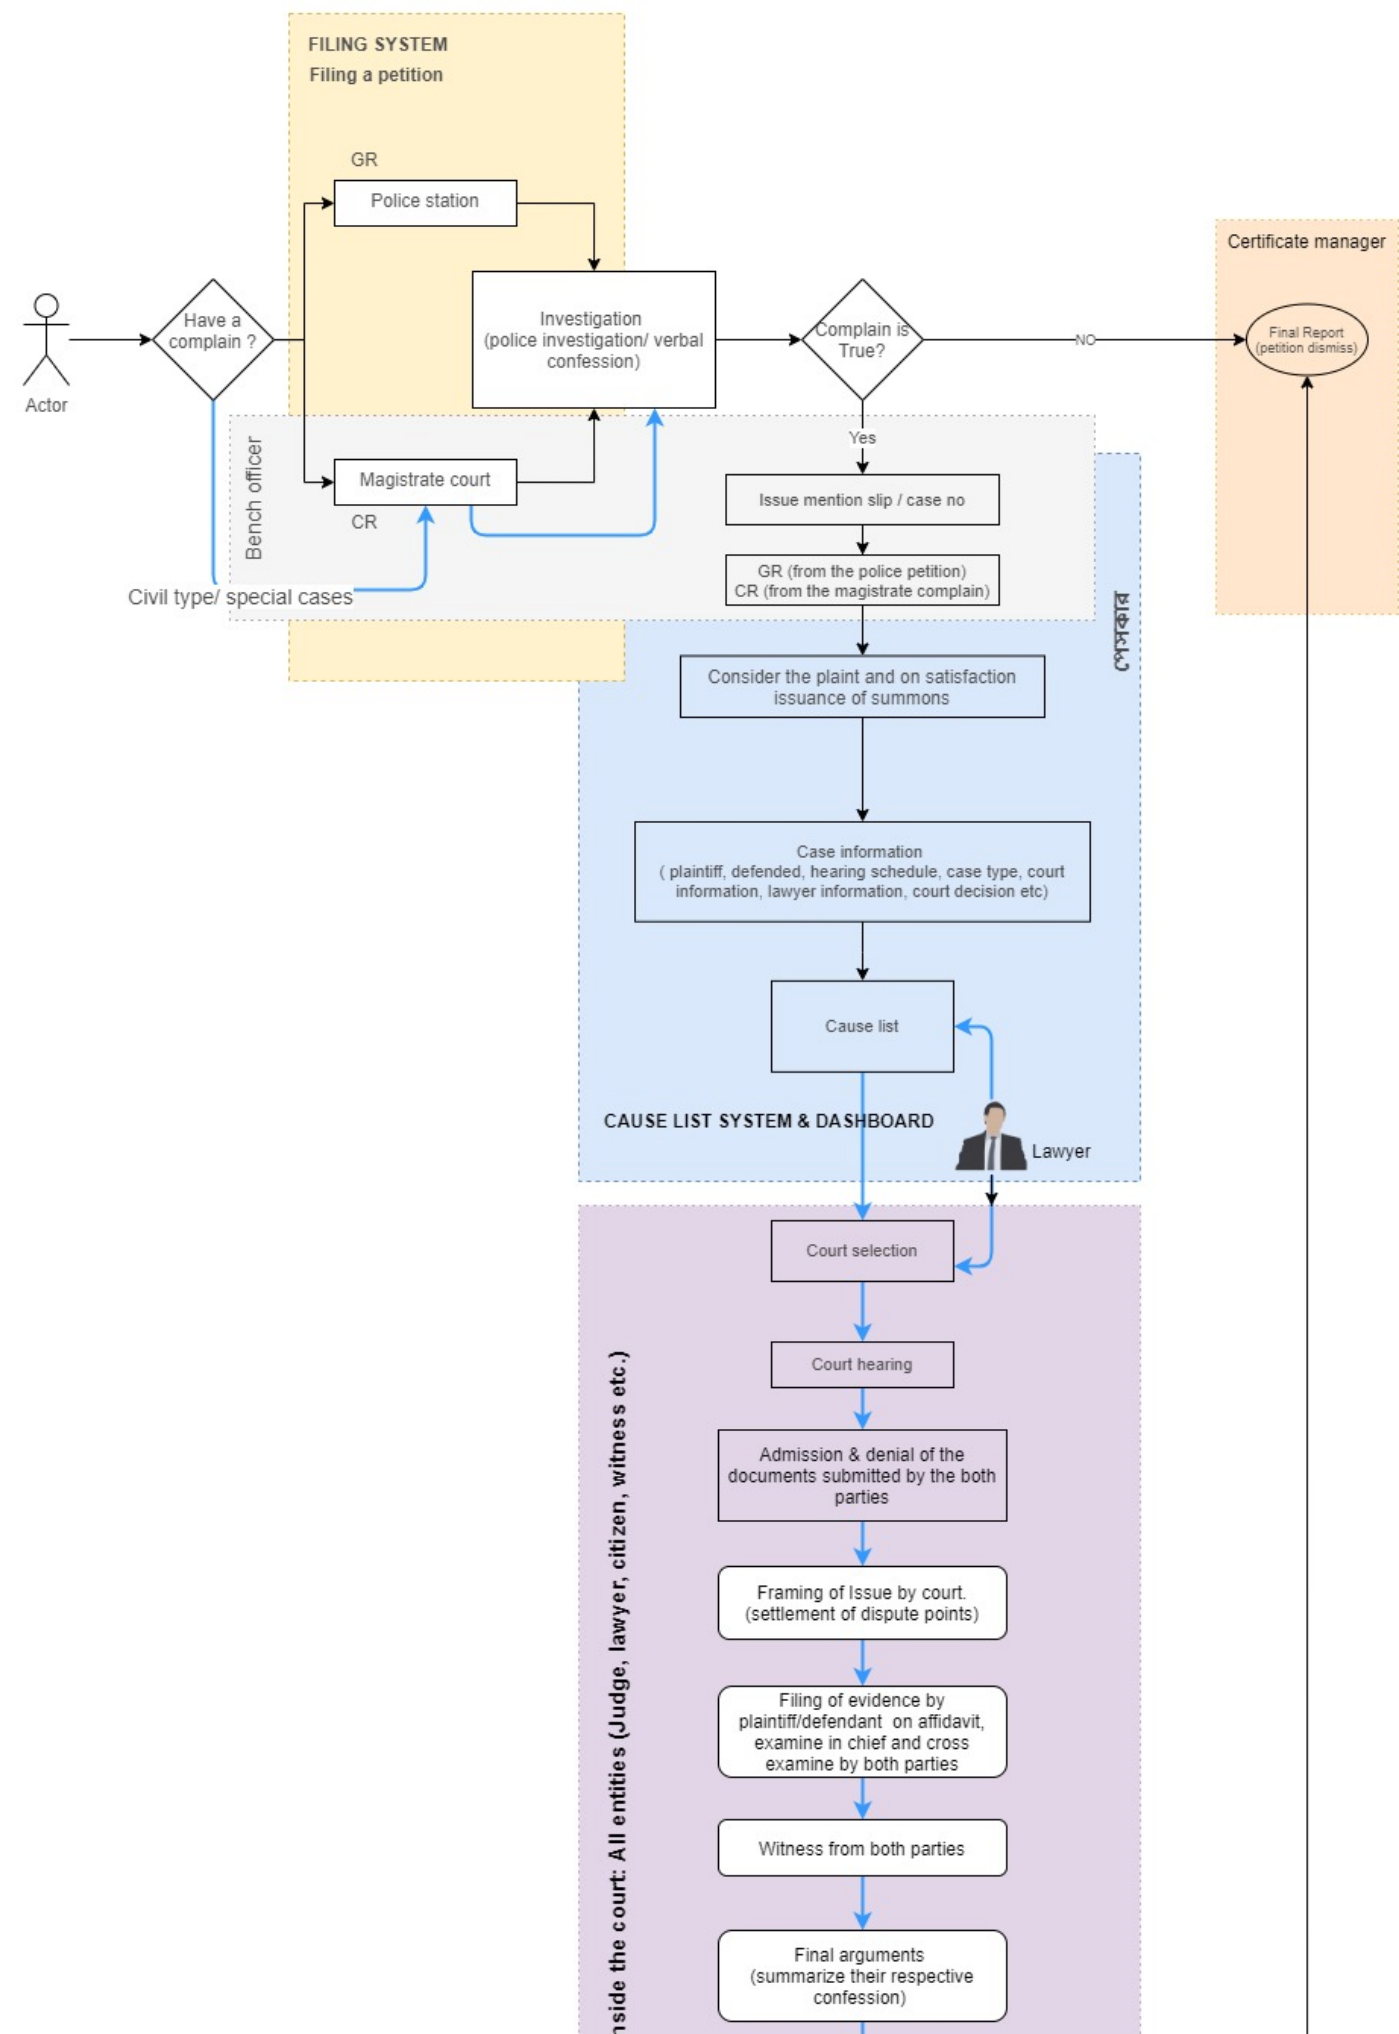 FILING SYSTEM
Filing a petition
GR
Police station
Certificate manager
Have a
complain ?
Investigation
(police investigation/ verbal
confession)
Complain is
True?
NO
Final Report
(petition dismiss)
Actor
Bench officer
Yes
Magistrate court
CR
Issue mention slip / case no
GR (from the police petition)
CR (from the magistrate complain)
Civil type/ special cases
পেসকার
Consider the plaint and on satisfaction
issuance of summons
Case information
( plaintiff, defended, hearing schedule, case type, court
information, lawyer information, court decision etc)
Cause list
CAUSE LIST SYSTEM & DASHBOARD
Lawyer
Court selection
Court hearing
nside the court: All entities (Judge, lawyer, citizen, witness etc.)
Admission & denial of the
documents submitted by the both
parties
Framing of Issue by court.
(settlement of dispute points)
Filing of evidence by
plaintiff/defendant on affidavit,
examine in chief and cross
examine by both parties
Witness from both parties
Final arguments
(summarize their respective
confession)